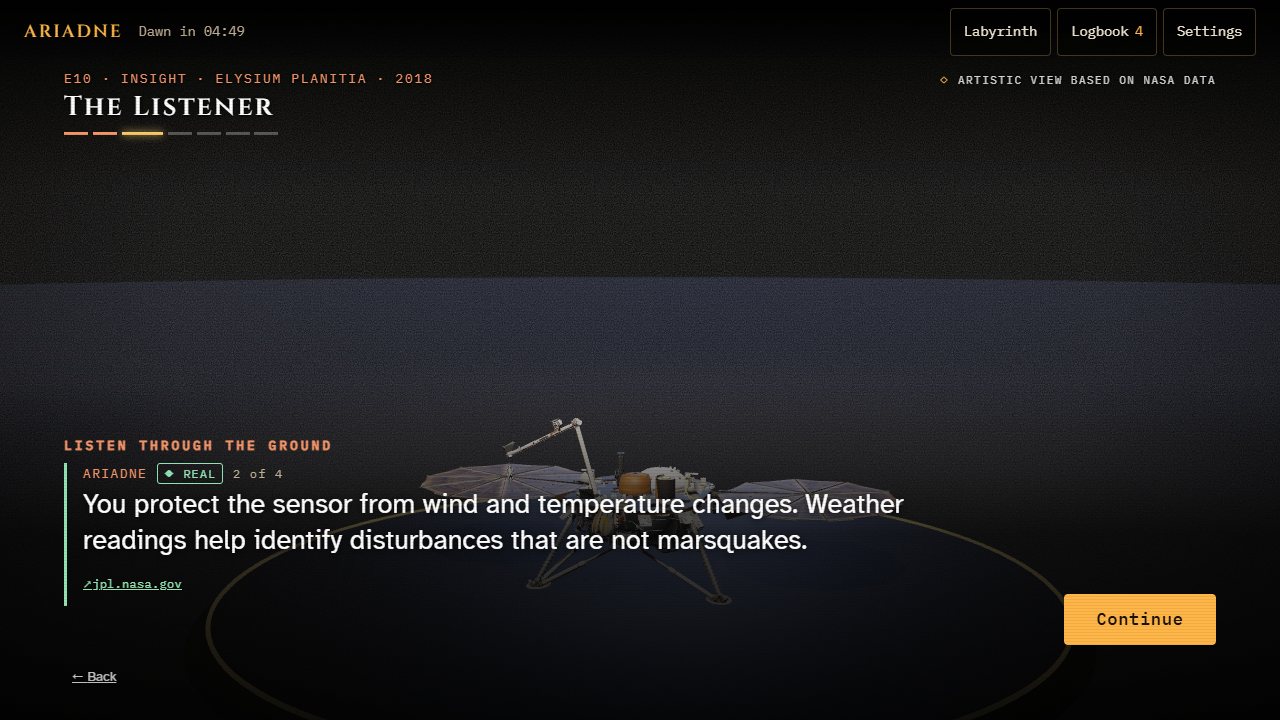 ARIADNE
Dawn in 04:49
Labyrinth
Logbook 4
Settings
E10 · INSIGHT · ELYSIUM PLANITIA · 2018
The Listener
◇ ARTISTIC VIEW BASED ON NASA DATA
LISTEN THROUGH THE GROUND
ARIADNE ◆ REAL 2 of 4
You protect the sensor from wind and temperature changes. Weather
readings help identify disturbances that are not marsquakes.
↗jpl.nasa.gov
Continue
← Back